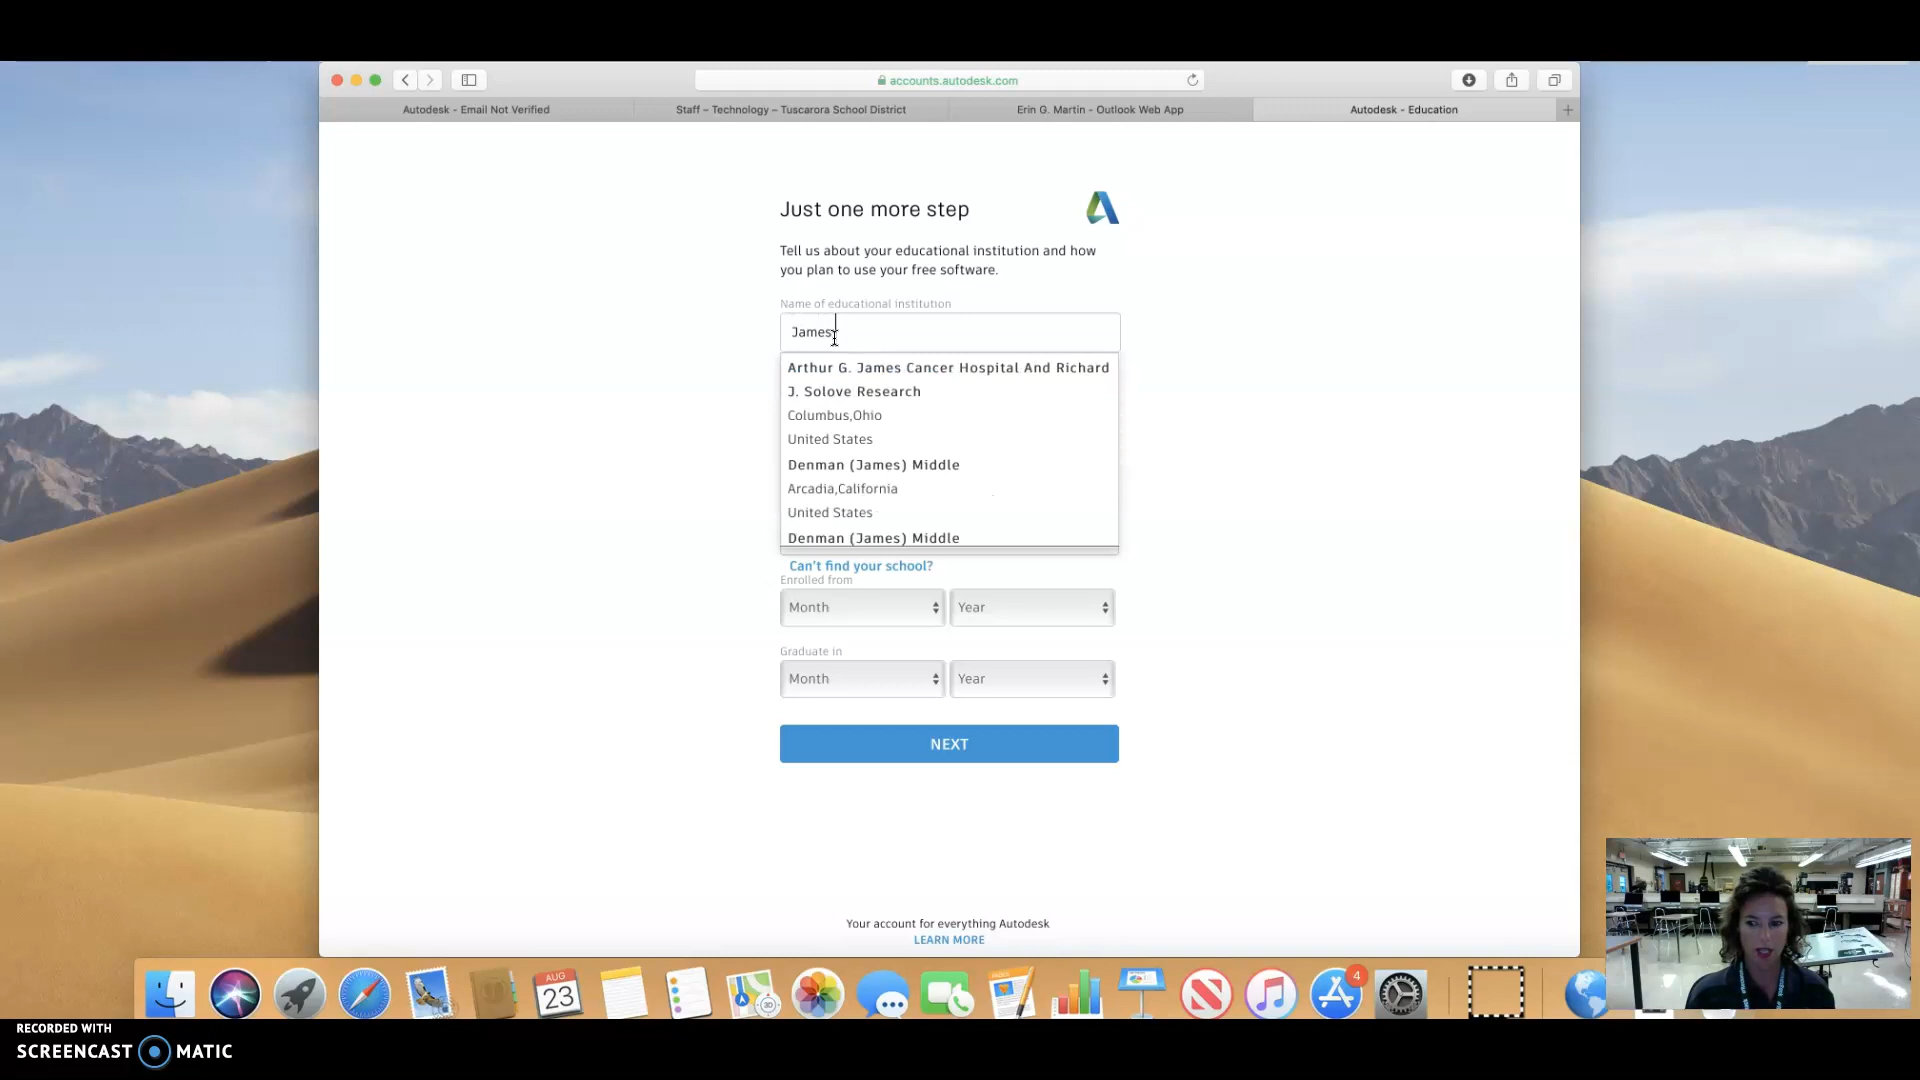 accounts.autodesk.com
Autodesk - Email Not Verified
Staff – Technology – Tuscarora School District
Erin G. Martin - Outlook Web App
Autodesk - Education
Just one more step
Tell us about your educational institution and how
you plan to use your free software.
Name of educational institution
James
Arthur G. James Cancer Hospital And Richard
J. Solove Research
Columbus,Ohio
United States
Denman (James) Middle
Arcadia,California
United States
Denman (James) Middle
Can't find your school?
Enrolled from
Month
Year
Graduate in
Month
Year
NEXT
Your account for everything Autodesk
LEARN MORE
AUG
23
PAGES
4
RECORDED WITH
SCREENCAST MATIC